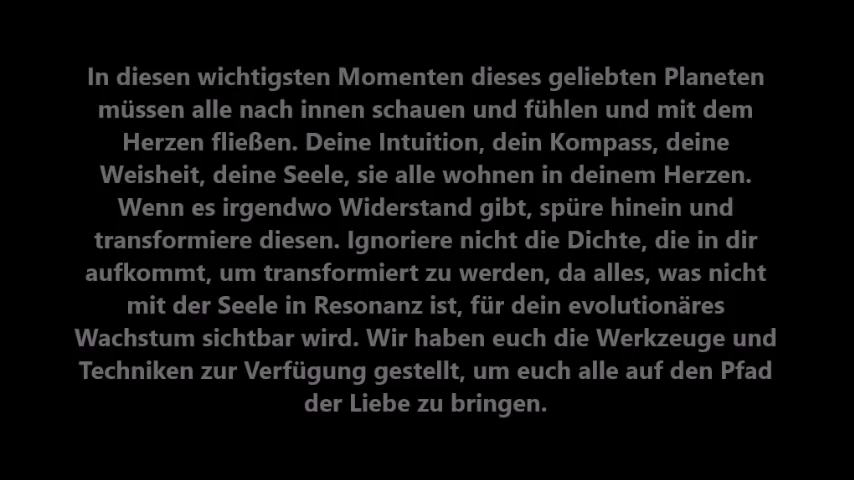 In diesen wichtigsten Momenten dieses geliebten Planeten
müssen alle nach innen schauen und fühlen und mit dem
Herzen fließen. Deine Intuition, dein Kompass, deine
Weisheit, deine Seele, sie alle wohnen in deinem Herzen.
Wenn es irgendwo Widerstand gibt, spüre hinein und
transformiere diesen. Ignoriere nicht die Dichte, die in dir
aufkommt, um transformiert zu werden, da alles, was nicht
mit der Seele in Resonanz ist, für dein evolutionäres
Wachstum sichtbar wird. Wir haben euch die Werkzeuge und
Techniken zur Verfügung gestellt, um euch alle auf den Pfad
der Liebe zu bringen.